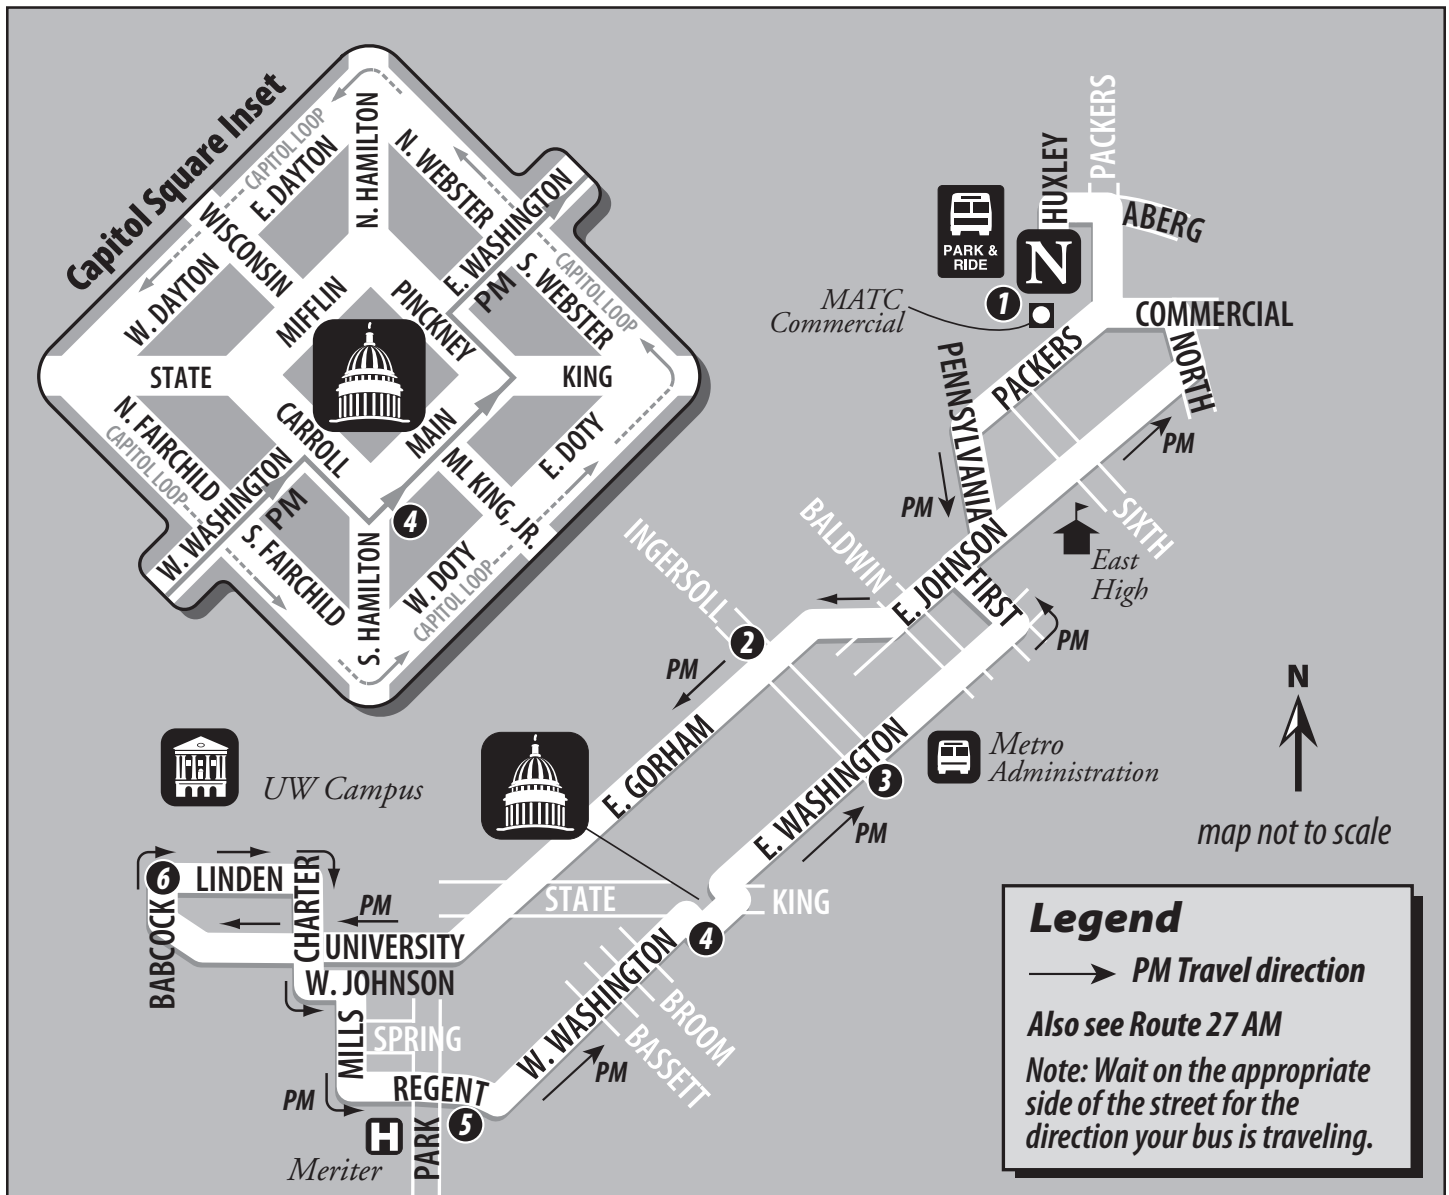 Capitol Square Inset
CAPITOL LOOP
E. DAYTON
N. HAMILTON
N. WEBSTER
E. WASHINGTON
PM
WISCONSIN
W. DAYTON
MIFFLIN
PINCKNEY
S. WEBSTER
CAPITOL LOOP
STATE
KING
N. FAIRCHILD
CAPITOL LOOP
CARROLL
MAIN
ML KING, JR.
E. DOTY
W. WASHINGTON
PM
S. FAIRCHILD
4
S. HAMILTON
W. DOTY
CAPITOL LOOP
PACKERS
HUXLEY
ABERG
PARK &
RIDE
N
1
MATC
Commercial
COMMERCIAL
NORTH
PACKERS
PENNSYLVANIA
PM
PM
SIXTH
East
High
INGERSOLL
BALDWIN
E. JOHNSON
FIRST
PM
2
PM
E. GORHAM
E. WASHINGTON
3
PM
Metro
Administration
N
map not to scale
UW Campus
6
LINDEN
CHARTER
BABCOCK
PM
UNIVERSITY
W. JOHNSON
STATE
KING
4
W. WASHINGTON
BROOM
BASSETT
PM
MILLS
SPRING
PM
REGENT
5
PARK
H
Meriter
Legend
PM Travel direction
Also see Route 27 AM
Note: Wait on the appropriate
side of the street for the
direction your bus is traveling.